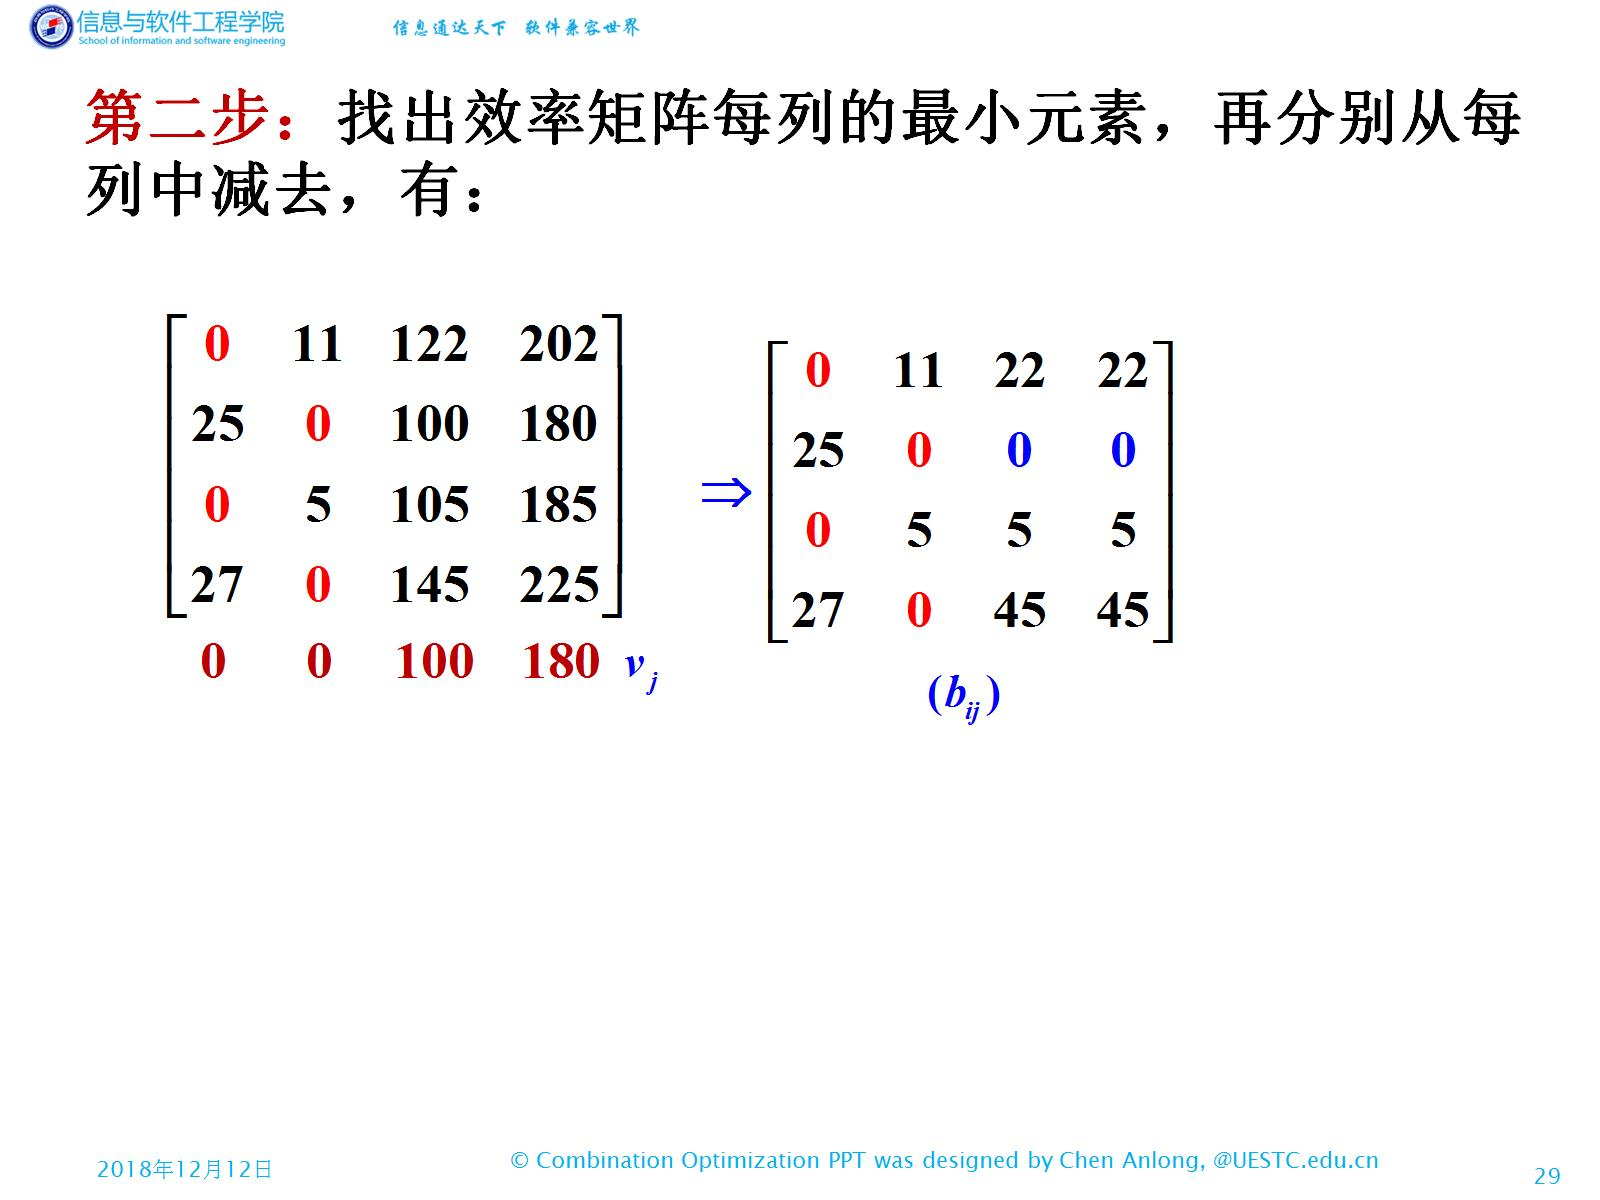 信息与软件工程学院
School of information and software engineering
信息通达天下 软件兼容世界
第二步：找出效率矩阵每列的最小元素，再分别从每
列中减去，有：
0 11 122 202
25 0 100 180
0 5 105 185
27 0 145 225
0 0 100 180 vj
⇒
0 11 22 22
25 0 0 0
0 5 5 5
27 0 45 45
(bij)
2018年12月12日
© Combination Optimization PPT was designed by Chen Anlong, @UESTC.edu.cn
29